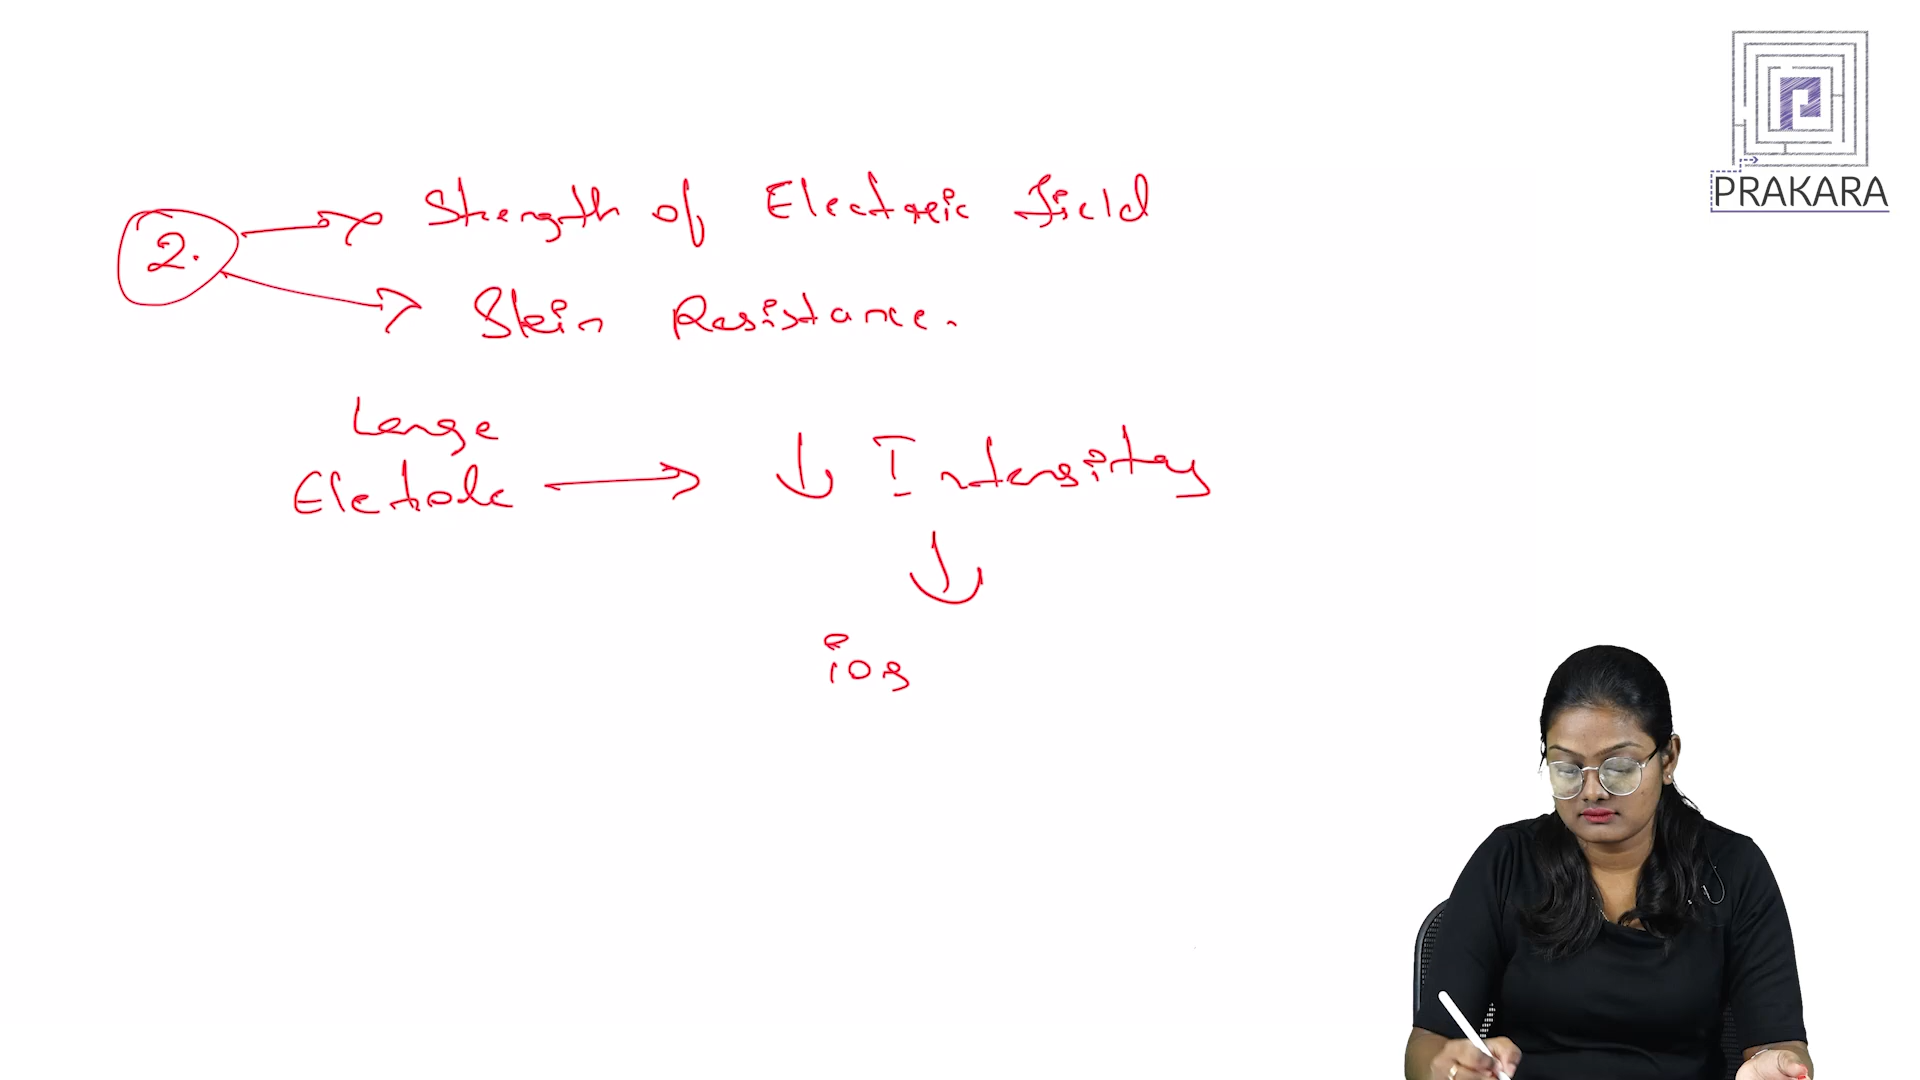 PRAKARA
2. → Strength of Electric Field
→ Skin Resistance.
Large
Eletrode → ↓ Intensity
↓
ion